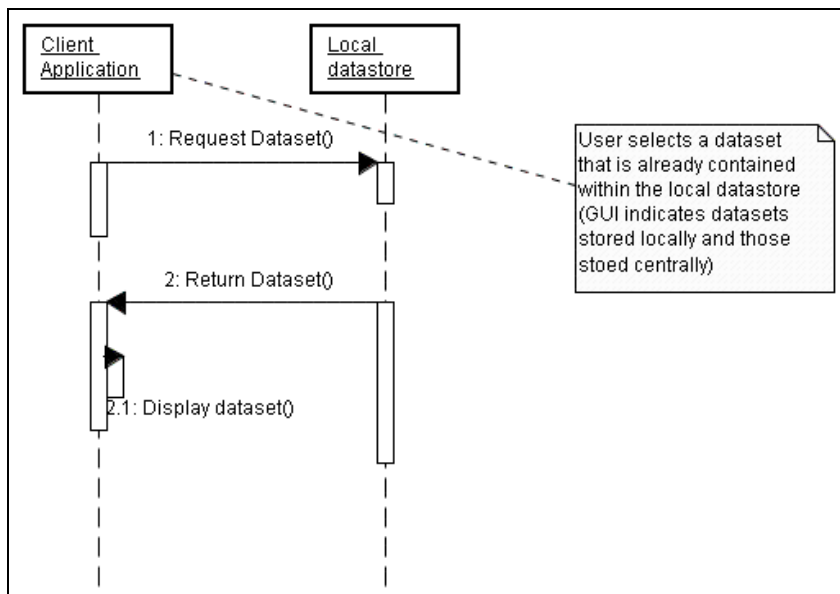 Client
Application
Local
datastore
1: Request Dataset()
User selects a dataset
that is already contained
within the local datastore
(GUI indicates datasets
stored locally and those
stoed centrally)
2: Return Dataset()
2.1: Display dataset()